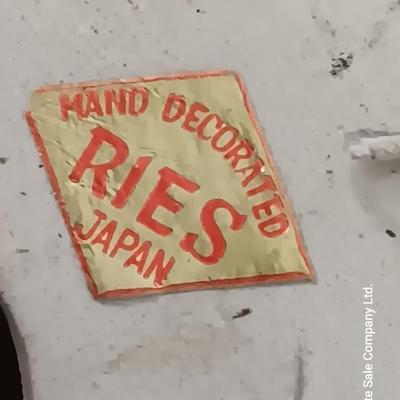 HAND DECORATED
RIES
JAPAN
te Sale Company Ltd.